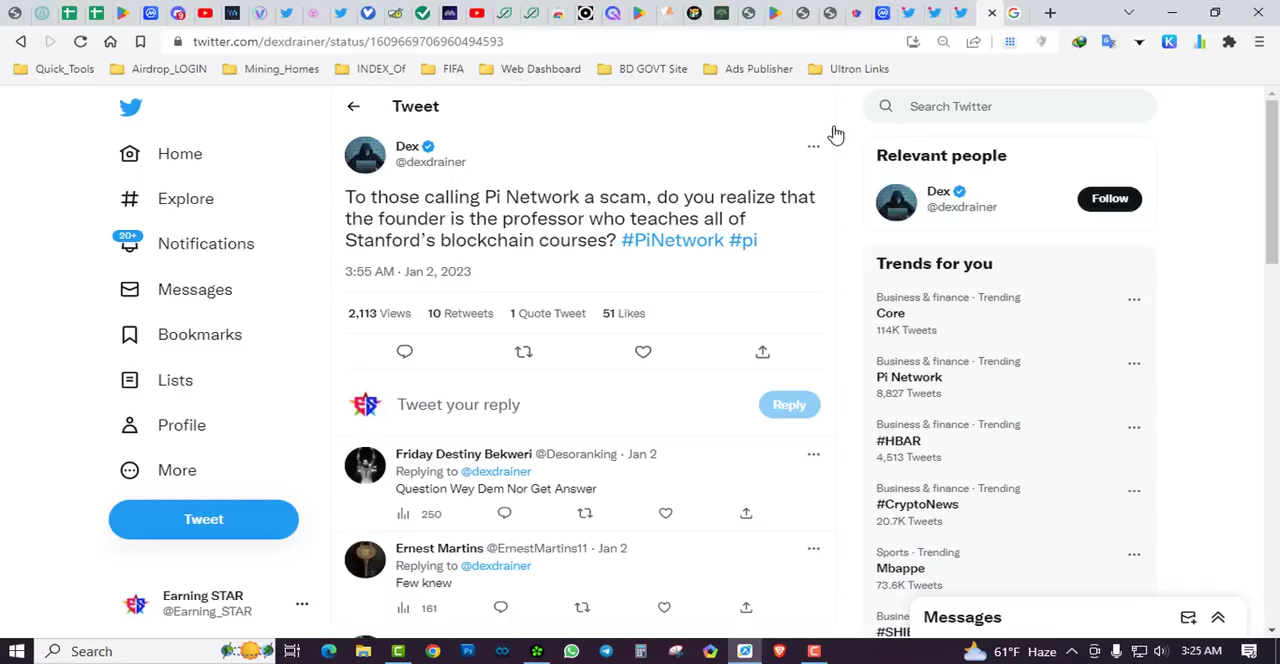 twitter.com/dexdrainer/status/1609669706960494593
Quick_Tools Airdrop_LOGIN Mining_Homes INDEX_Of FIFA Web Dashboard BD GOVT Site Ads Publisher Ultron Links
Home
Explore
20+
Notifications
Messages
Bookmarks
Lists
Profile
More
Tweet
Earning STAR
@Earning_STAR
Tweet
Dex
@dexdrainer
To those calling Pi Network a scam, do you realize that
the founder is the professor who teaches all of
Stanford’s blockchain courses? #PiNetwork #pi
3:55 AM · Jan 2, 2023
2,113 Views 10 Retweets 1 Quote Tweet 51 Likes
Tweet your reply
Reply
Friday Destiny Bekweri @Desoranking · Jan 2
Replying to @dexdrainer
Question Wey Dem Nor Get Answer
250
Ernest Martins @ErnestMartins11 · Jan 2
Replying to @dexdrainer
Few knew
161
Search Twitter
Relevant people
Dex
@dexdrainer
Follow
Trends for you
Business & finance · Trending
Core
114K Tweets
Business & finance · Trending
Pi Network
8,827 Tweets
Business & finance · Trending
#HBAR
4,513 Tweets
Business & finance · Trending
#CryptoNews
20.7K Tweets
Sports · Trending
Mbappe
73.6K Tweets
Messages
Search
61°F Haze
3:25 AM